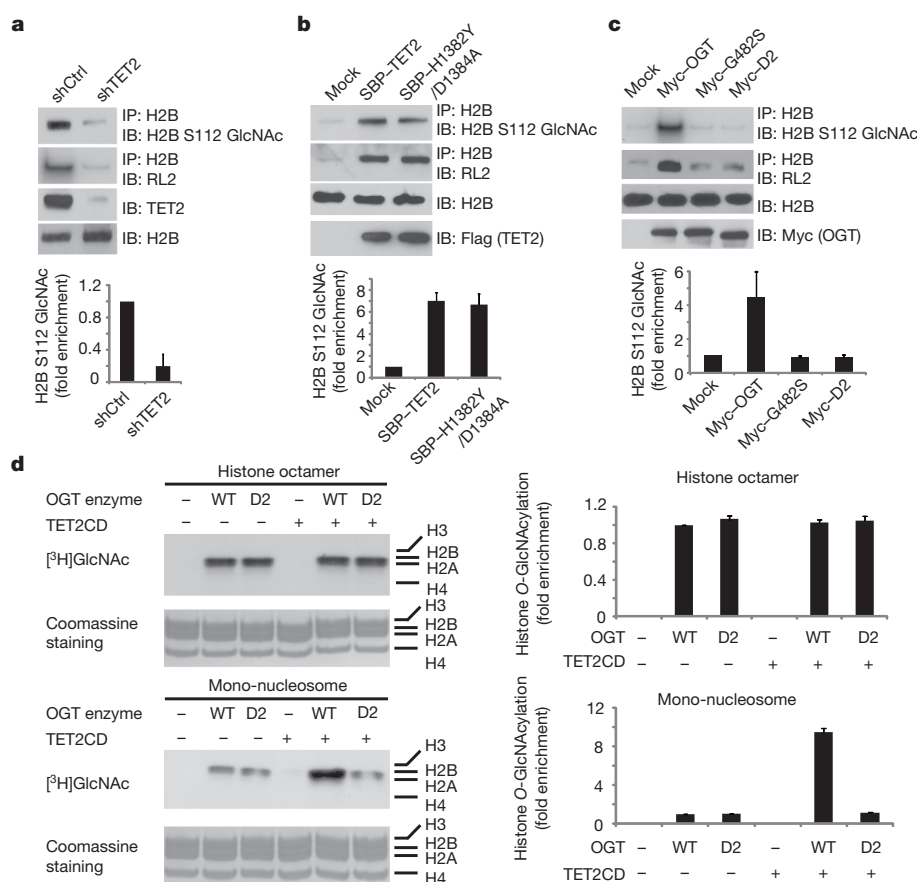 a
shCtrl
shTET2
IP: H2B
IB: H2B S112 GlcNAc
IP: H2B
IB: RL2
IB: TET2
IB: H2B
H2B S112 GlcNAc
(fold enrichment)
1.2
0.8
0.4
0
shCtrl
shTET2
b
Mock
SBP–TET2
SBP–H1382Y
/D1384A
IP: H2B
IB: H2B S112 GlcNAc
IP: H2B
IB: RL2
IB: H2B
IB: Flag (TET2)
H2B S112 GlcNAc
(fold enrichment)
8
6
4
2
0
Mock
SBP–TET2
SBP–H1382Y
/D1384A
c
Mock
Myc–OGT
Myc–G482S
Myc–D2
IP: H2B
IB: H2B S112 GlcNAc
IP: H2B
IB: RL2
IB: H2B
IB: Myc (OGT)
H2B S112 GlcNAc
(fold enrichment)
6
4
2
0
Mock
Myc–OGT
Myc–G482S
Myc–D2
d
Histone octamer
OGT enzyme – WT D2 – WT D2
TET2CD – – – + + +
[³H]GlcNAc
H3
H2B
H2A
H4
Coomassine
staining
H3
H2B
H2A
H4
Mono-nucleosome
OGT enzyme – WT D2 – WT D2
TET2CD – – – + + +
[³H]GlcNAc
H3
H2B
H2A
H4
Coomassine
staining
H3
H2B
H2A
H4
Histone octamer
Histone O-GlcNAcylation
(fold enrichment)
1.2
0.8
0.4
0
OGT – WT D2 – WT D2
TET2CD – – – + + +
Mono-nucleosome
Histone O-GlcNAcylation
(fold enrichment)
12
8
4
0
OGT – WT D2 – WT D2
TET2CD – – – + + +